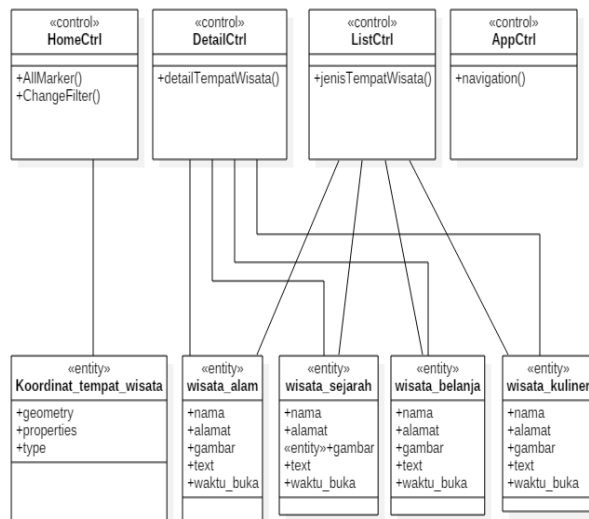 «control»
HomeCtrl
+AllMarker()
+ChangeFilter()
«control»
DetailCtrl
+detailTempatWisata()
«control»
ListCtrl
+jenisTempatWisata()
«control»
AppCtrl
+navigation()
«entity»
Koordinat_tempat_wisata
+geometry
+properties
+type
«entity»
wisata_alam
+nama
+alamat
+gambar
+text
+waktu_buka
«entity»
wisata_sejarah
+nama
+alamat
«entity»+gambar
+text
+waktu_buka
«entity»
wisata_belanja
+nama
+alamat
+gambar
+text
+waktu_buka
«entity»
wisata_kuliner
+nama
+alamat
+gambar
+text
+waktu_buka